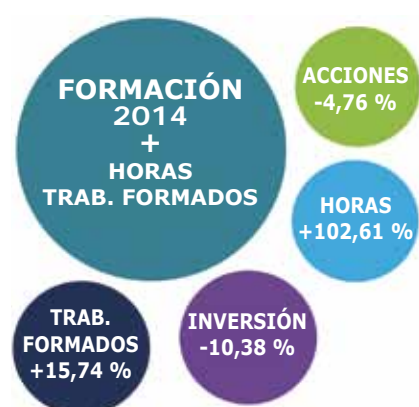 FORMACIÓN
2014
+
HORAS
TRAB. FORMADOS
ACCIONES
-4,76 %
HORAS
+102,61 %
TRAB.
FORMADOS
+15,74 %
INVERSIÓN
-10,38 %